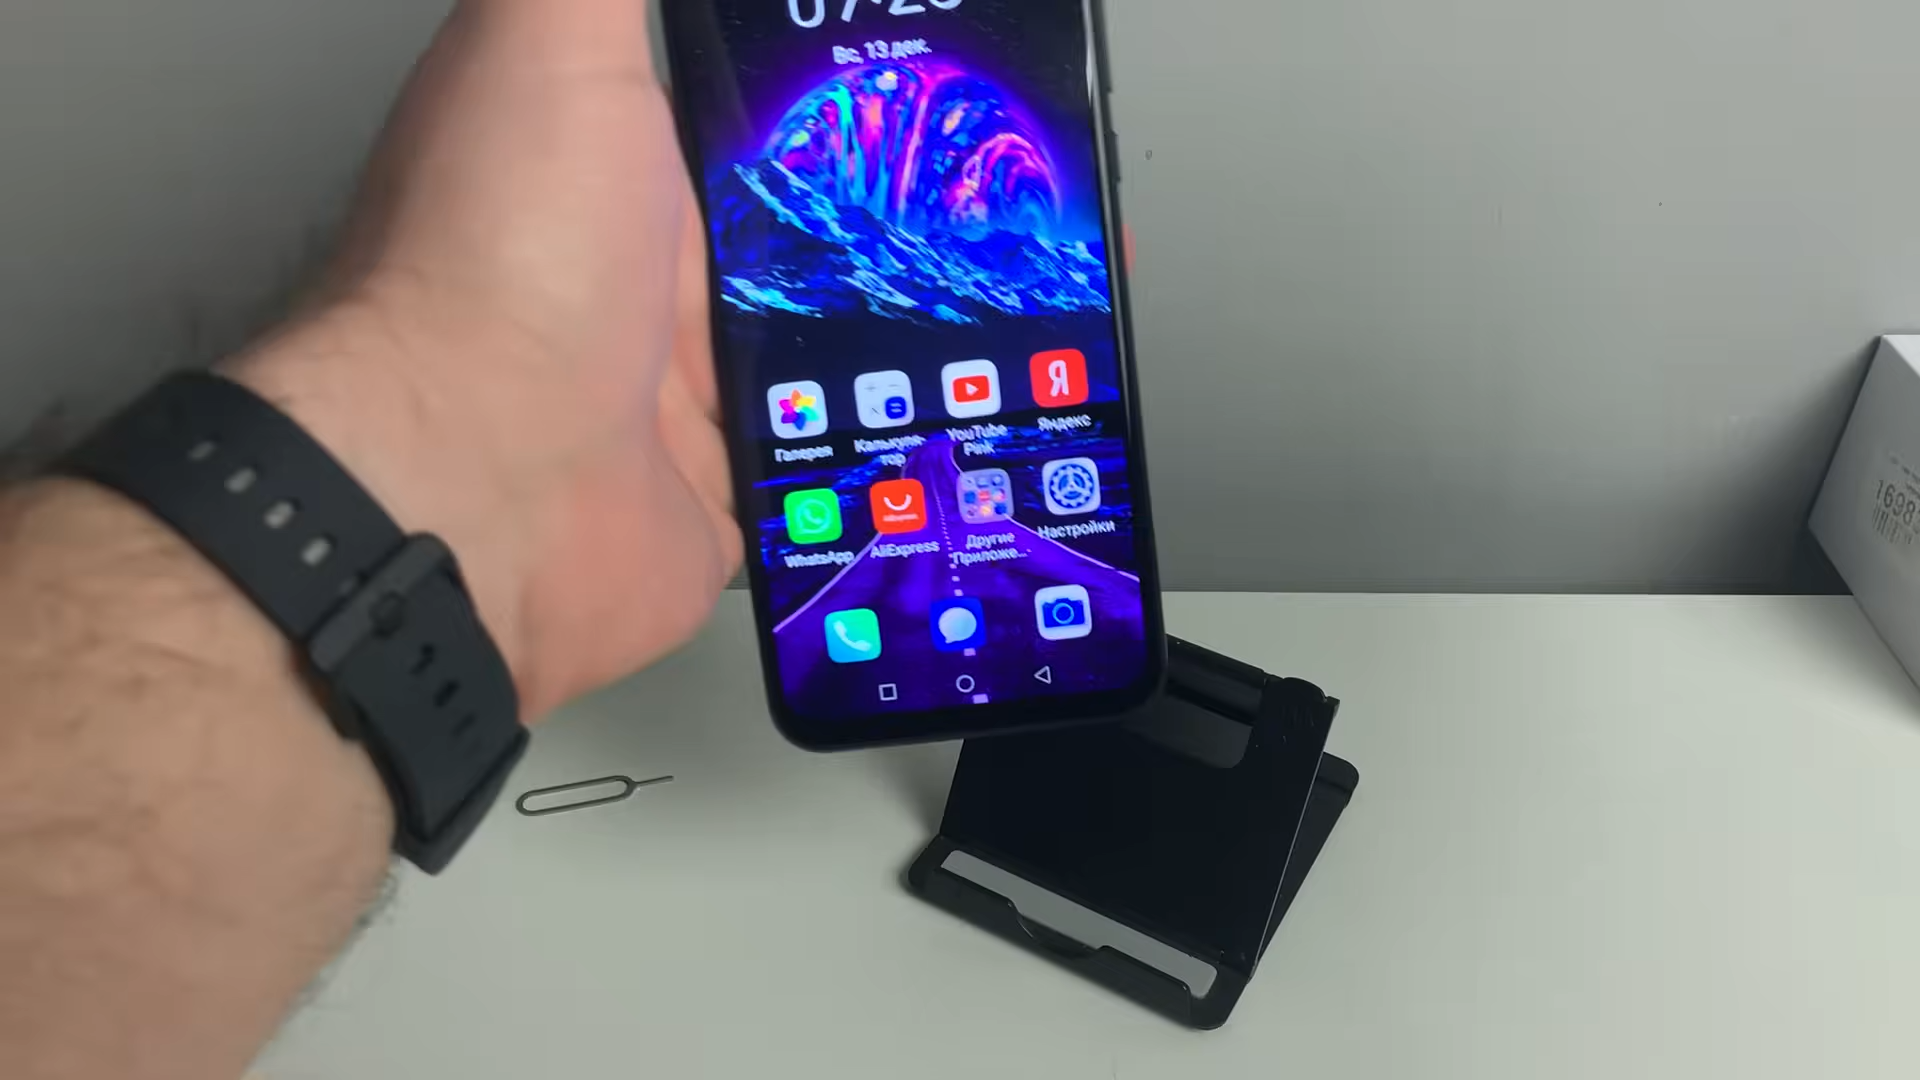 Вс, 13 дек.
Галерея
Калькуля-
тор
YouTube
Pink
Я
Яндекс
WhatsApp
AliExpress
Другие
"Приложе...
Настройки